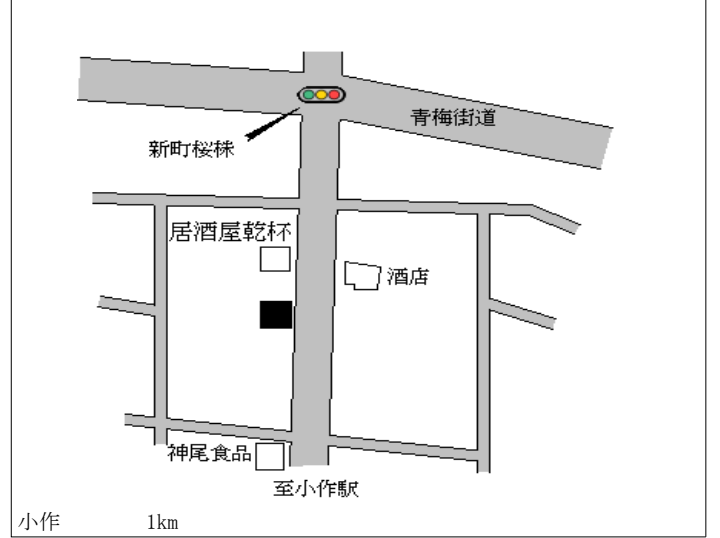 青梅街道
新町桜株
居酒屋乾杯
酒店
神尾食品
至小作駅
小作 1km